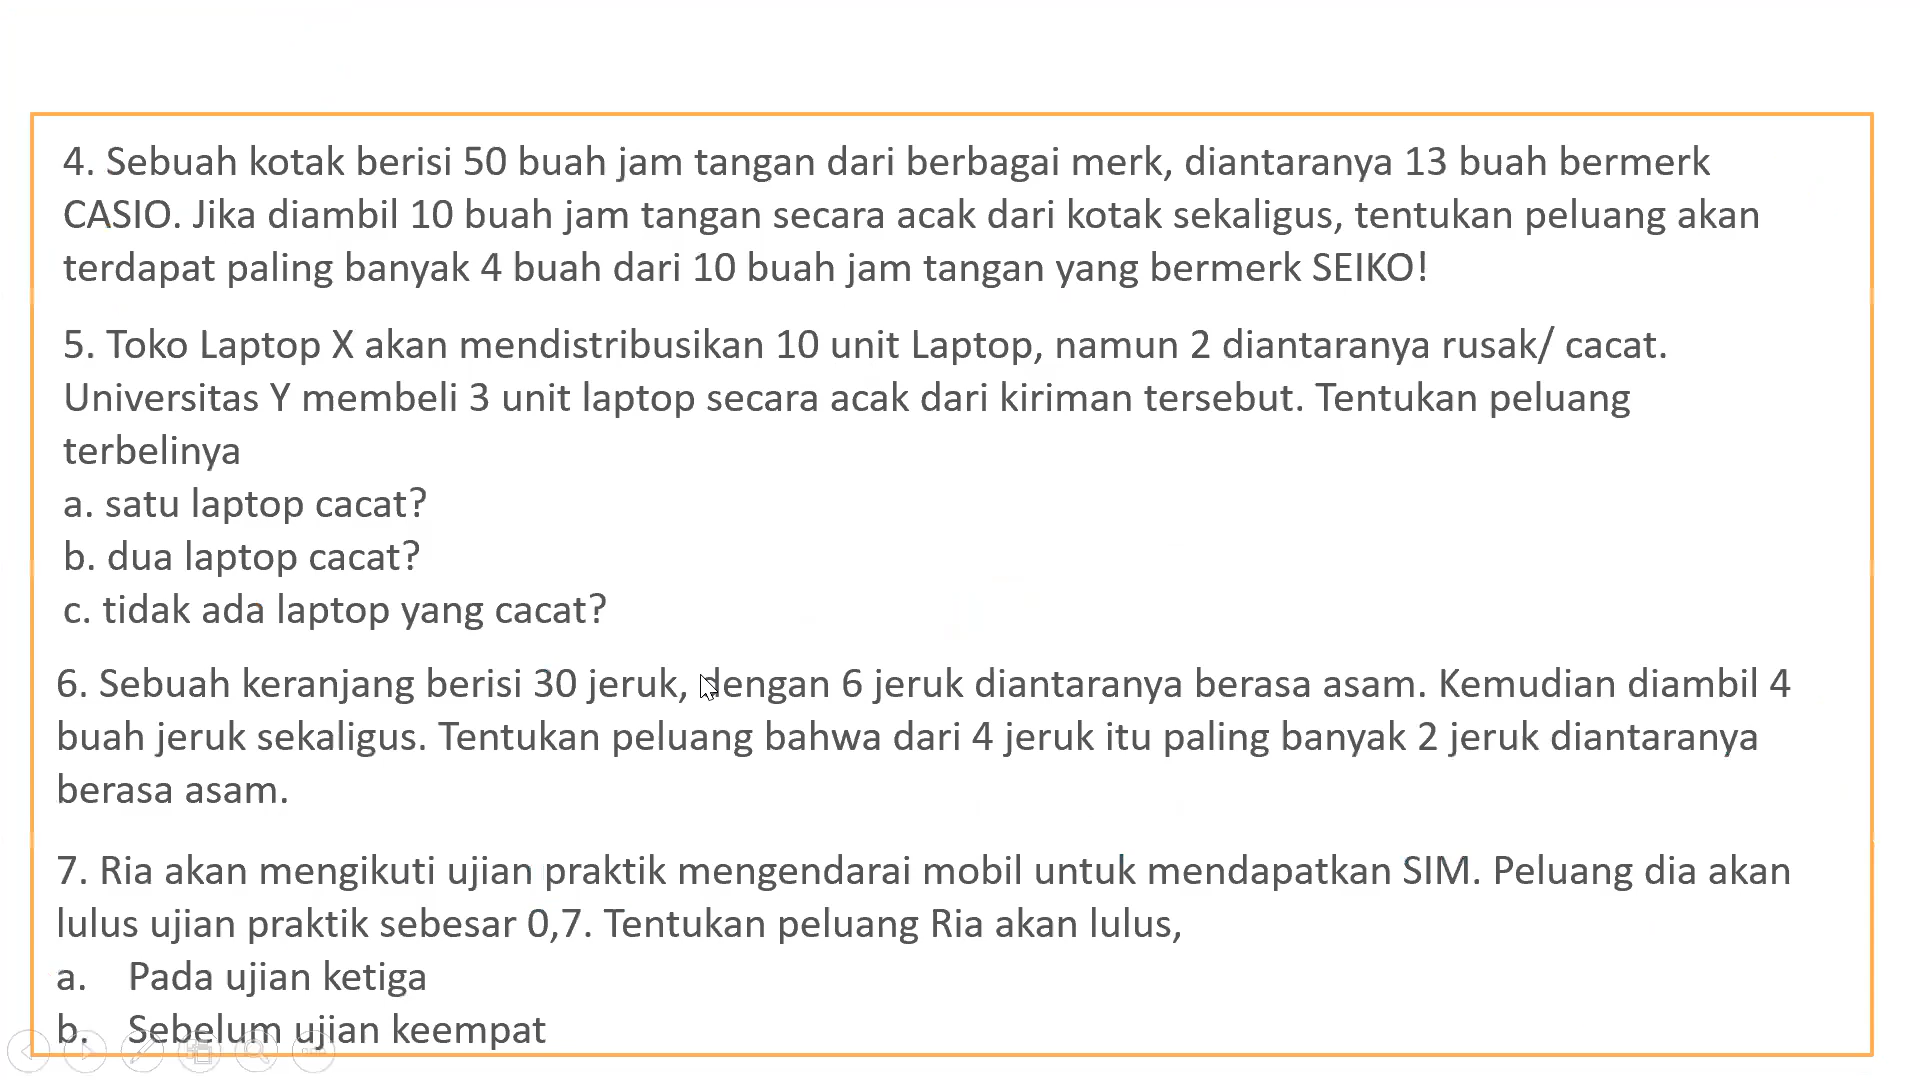 4. Sebuah kotak berisi 50 buah jam tangan dari berbagai merk, diantaranya 13 buah bermerk
CASIO. Jika diambil 10 buah jam tangan secara acak dari kotak sekaligus, tentukan peluang akan
terdapat paling banyak 4 buah dari 10 buah jam tangan yang bermerk SEIKO!
5. Toko Laptop X akan mendistribusikan 10 unit Laptop, namun 2 diantaranya rusak/ cacat.
Universitas Y membeli 3 unit laptop secara acak dari kiriman tersebut. Tentukan peluang
terbelinya
a. satu laptop cacat?
b. dua laptop cacat?
c. tidak ada laptop yang cacat?
6. Sebuah keranjang berisi 30 jeruk, dengan 6 jeruk diantaranya berasa asam. Kemudian diambil 4
buah jeruk sekaligus. Tentukan peluang bahwa dari 4 jeruk itu paling banyak 2 jeruk diantaranya
berasa asam.
7. Ria akan mengikuti ujian praktik mengendarai mobil untuk mendapatkan SIM. Peluang dia akan
lulus ujian praktik sebesar 0,7. Tentukan peluang Ria akan lulus,
a. Pada ujian ketiga
b. Sebelum ujian keempat